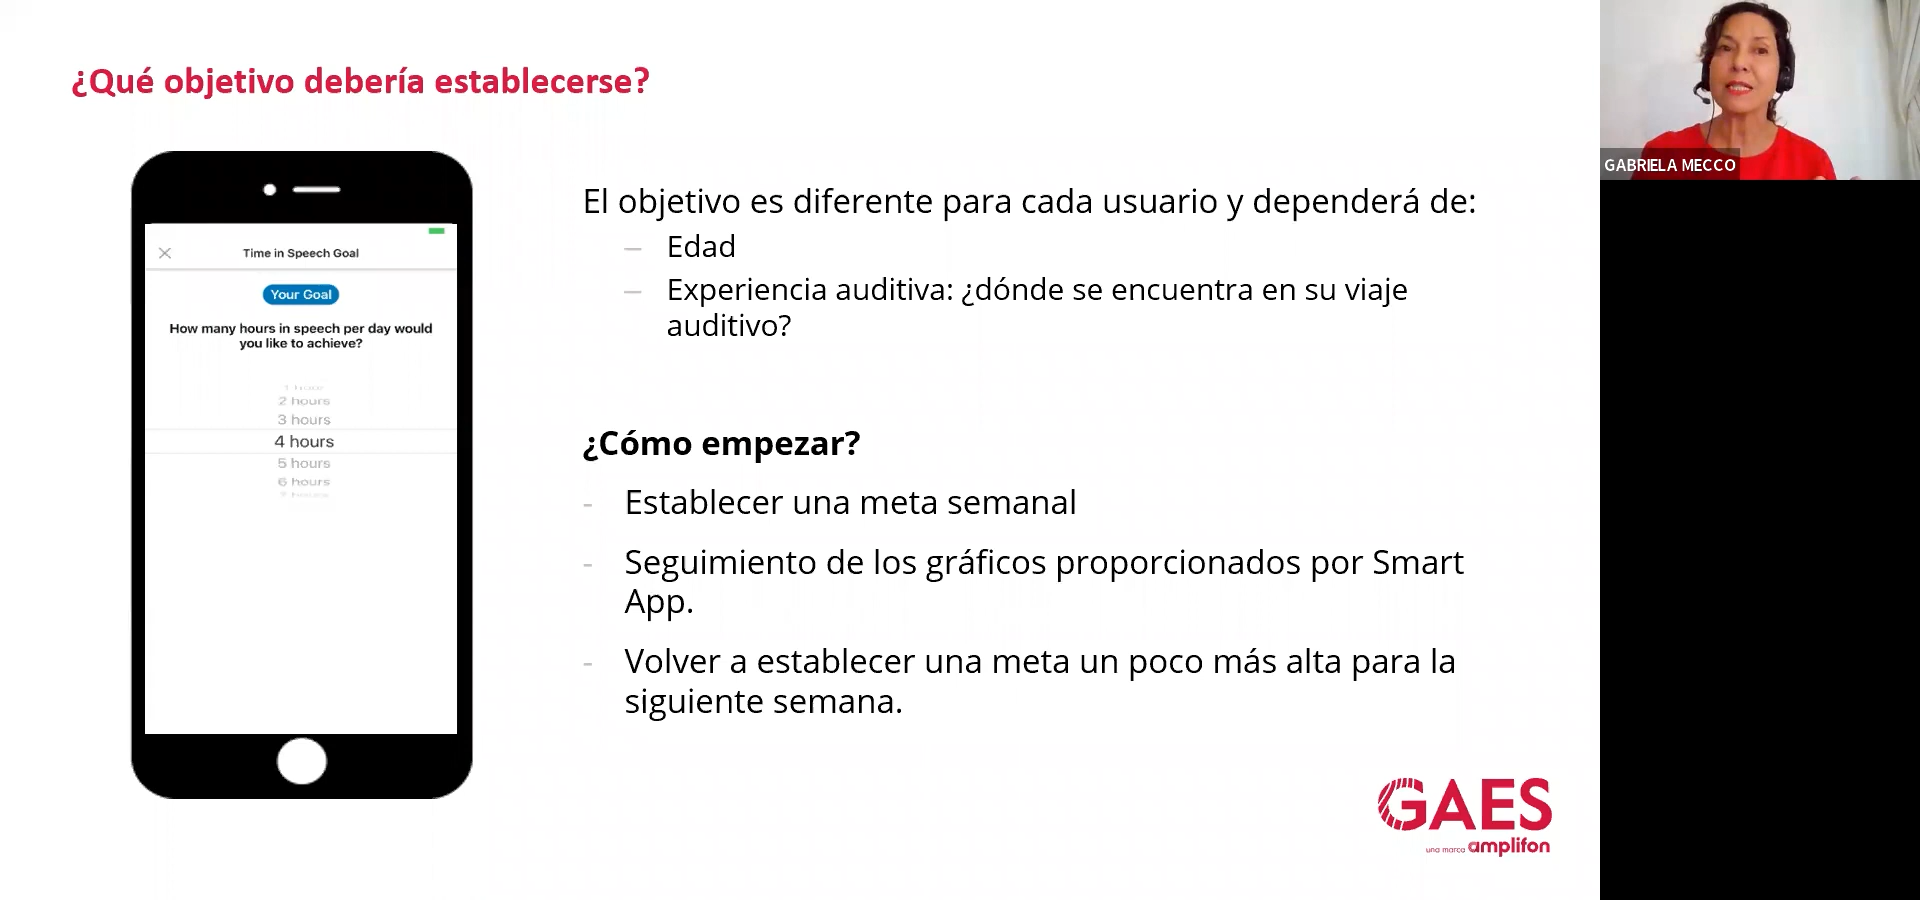 ¿Qué objetivo debería establecerse?
Time in Speech Goal
Your Goal
How many hours in speech per day would
you like to achieve?
1 hour
2 hours
3 hours
4 hours
5 hours
6 hours
El objetivo es diferente para cada usuario y dependerá de:
– Edad
– Experiencia auditiva: ¿dónde se encuentra en su viaje
auditivo?
¿Cómo empezar?
- Establecer una meta semanal
- Seguimiento de los gráficos proporcionados por Smart
App.
- Volver a establecer una meta un poco más alta para la
siguiente semana.
GAES
una marca amplifon
GABRIELA MECCO